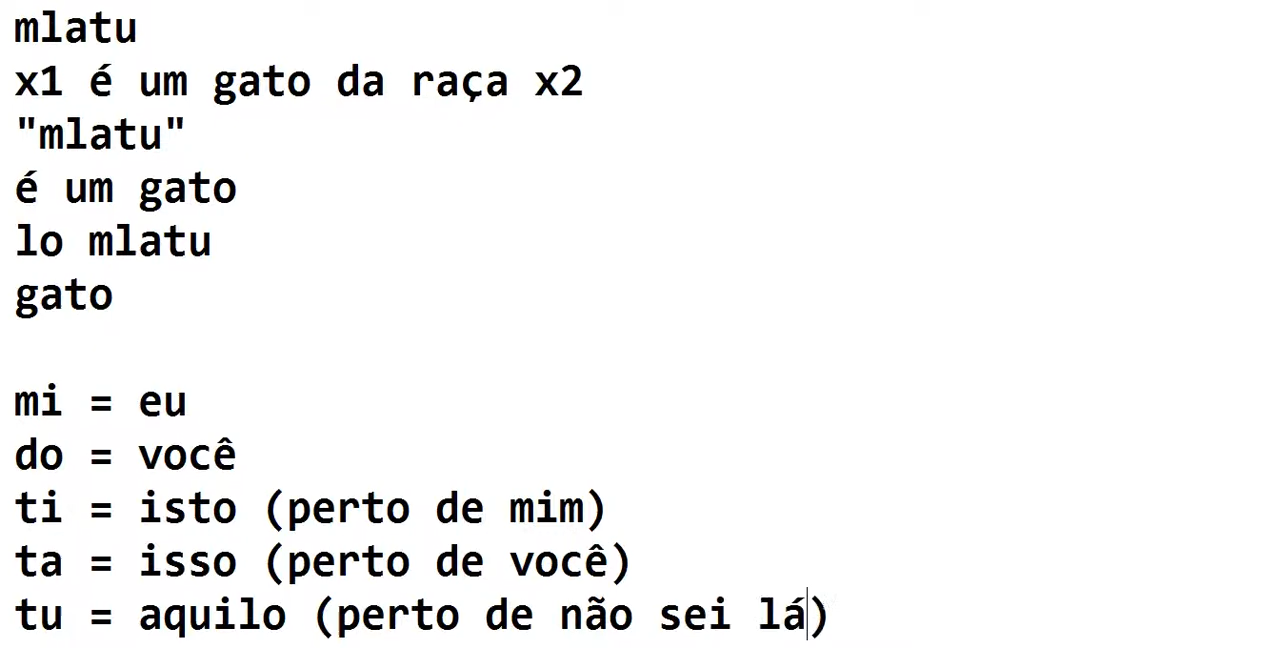 mlatu
x1 é um gato da raça x2
"mlatu"
é um gato
lo mlatu
gato
mi = eu
do = você
ti = isto (perto de mim)
ta = isso (perto de você)
tu = aquilo (perto de não sei lá)